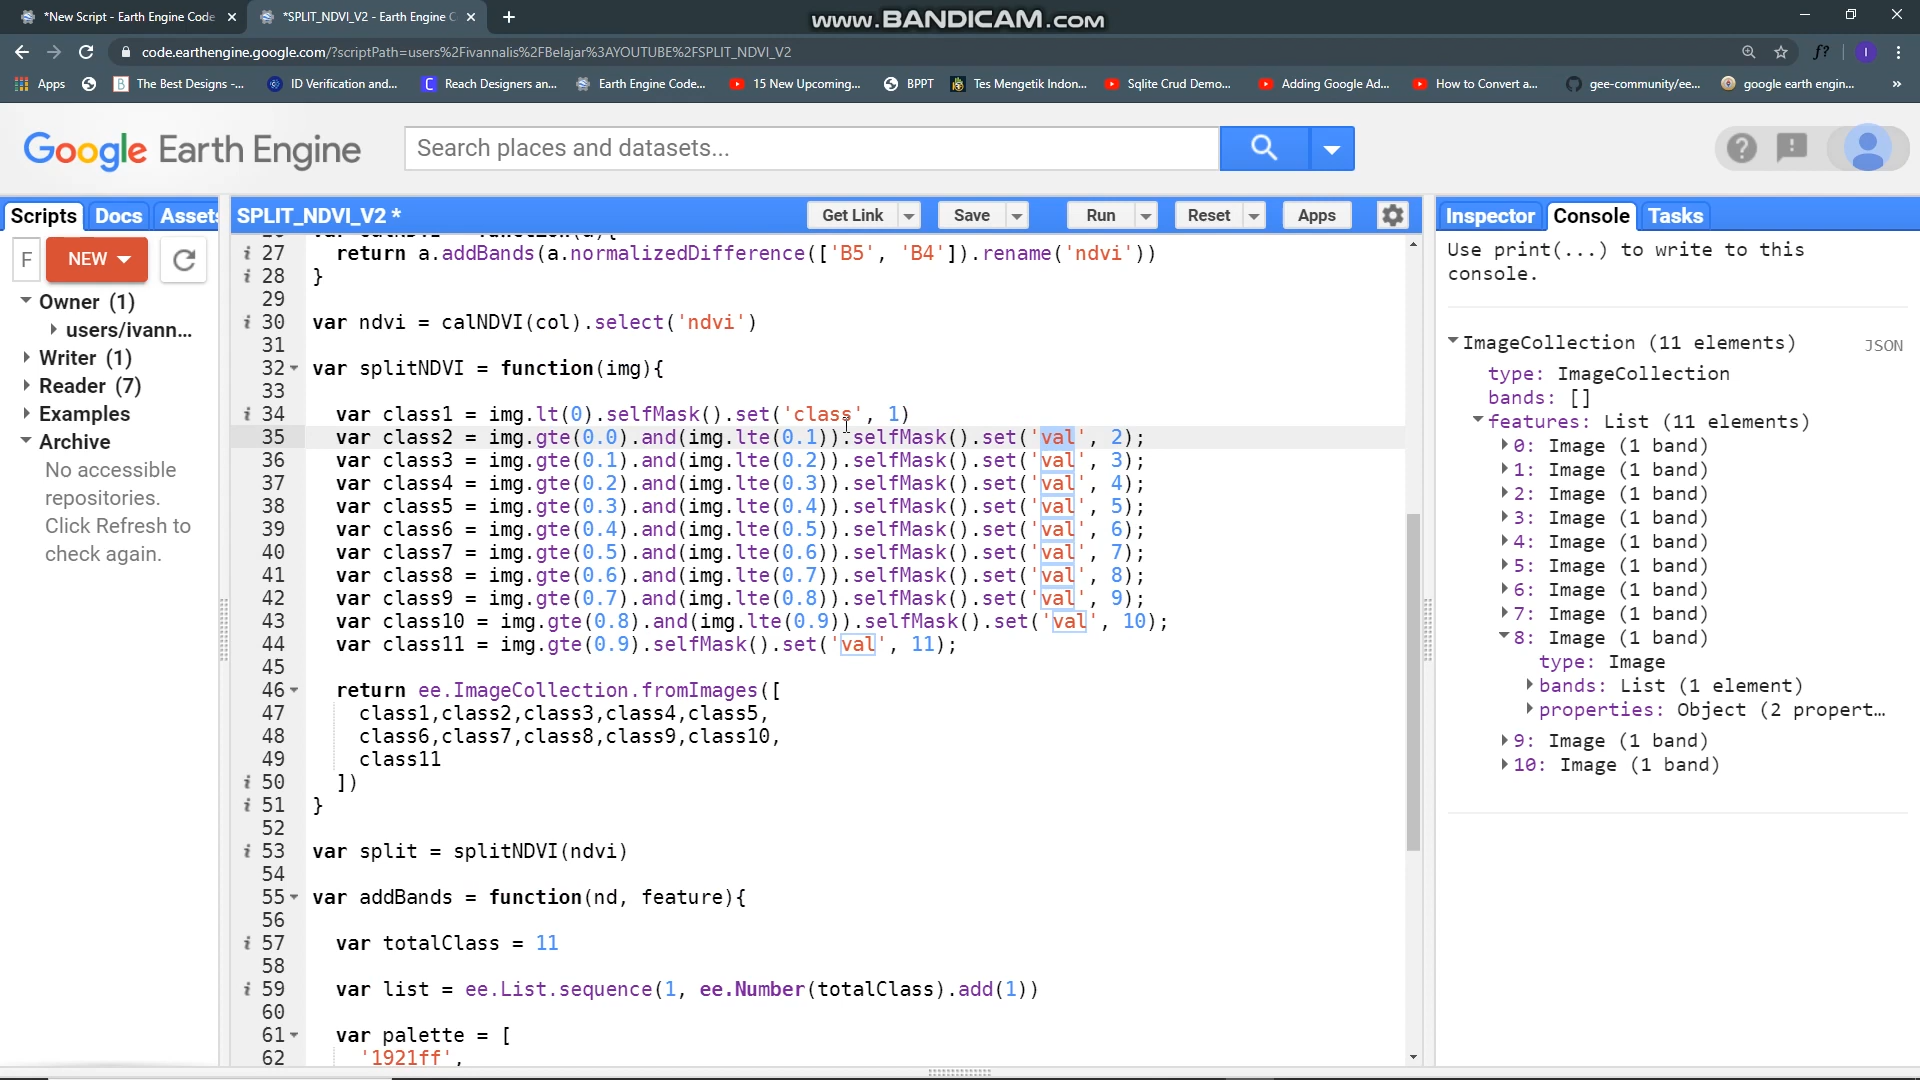 *New Script - Earth Engine Code
*SPLIT_NDVI_V2 - Earth Engine C
www.BANDICAM.com
code.earthengine.google.com/?scriptPath=users%2Fivannalis%2FBelajar%3AYOUTUBE%2FSPLIT_NDVI_V2
f?
I
Apps
The Best Designs -...
ID Verification and...
Reach Designers an...
Earth Engine Code...
15 New Upcoming...
BPPT
Tes Mengetik Indon...
Sqlite Crud Demo...
Adding Google Ad...
How to Convert a...
gee-community/ee...
google earth engin...
»
Google Earth Engine
Search places and datasets...
Scripts
Docs
Assets
SPLIT_NDVI_V2 *
Get Link
Save
Run
Reset
Apps
Inspector
Console
Tasks
F
NEW
Owner (1)
users/ivann...
Writer (1)
Reader (7)
Examples
Archive
No accessible
repositories.
Click Refresh to
check again.
27 return a.addBands(a.normalizedDifference(['B5', 'B4']).rename('ndvi'))
28 }
29
30 var ndvi = calNDVI(col).select('ndvi')
31
32 var splitNDVI = function(img){
33
34 var class1 = img.lt(0).selfMask().set('class', 1)
35 var class2 = img.gte(0.0).and(img.lte(0.1)).selfMask().set('val', 2);
36 var class3 = img.gte(0.1).and(img.lte(0.2)).selfMask().set('val', 3);
37 var class4 = img.gte(0.2).and(img.lte(0.3)).selfMask().set('val', 4);
38 var class5 = img.gte(0.3).and(img.lte(0.4)).selfMask().set('val', 5);
39 var class6 = img.gte(0.4).and(img.lte(0.5)).selfMask().set('val', 6);
40 var class7 = img.gte(0.5).and(img.lte(0.6)).selfMask().set('val', 7);
41 var class8 = img.gte(0.6).and(img.lte(0.7)).selfMask().set('val', 8);
42 var class9 = img.gte(0.7).and(img.lte(0.8)).selfMask().set('val', 9);
43 var class10 = img.gte(0.8).and(img.lte(0.9)).selfMask().set('val', 10);
44 var class11 = img.gte(0.9).selfMask().set('val', 11);
45
46 return ee.ImageCollection.fromImages([
47 class1,class2,class3,class4,class5,
48 class6,class7,class8,class9,class10,
49 class11
50 ])
51 }
52
53 var split = splitNDVI(ndvi)
54
55 var addBands = function(nd, feature){
56
57 var totalClass = 11
58
59 var list = ee.List.sequence(1, ee.Number(totalClass).add(1))
60
61 var palette = [
62 '1921ff',
Use print(...) to write to this
console.
ImageCollection (11 elements)
JSON
type: ImageCollection
bands: []
features: List (11 elements)
0: Image (1 band)
1: Image (1 band)
2: Image (1 band)
3: Image (1 band)
4: Image (1 band)
5: Image (1 band)
6: Image (1 band)
7: Image (1 band)
8: Image (1 band)
type: Image
bands: List (1 element)
properties: Object (2 propert...
9: Image (1 band)
10: Image (1 band)